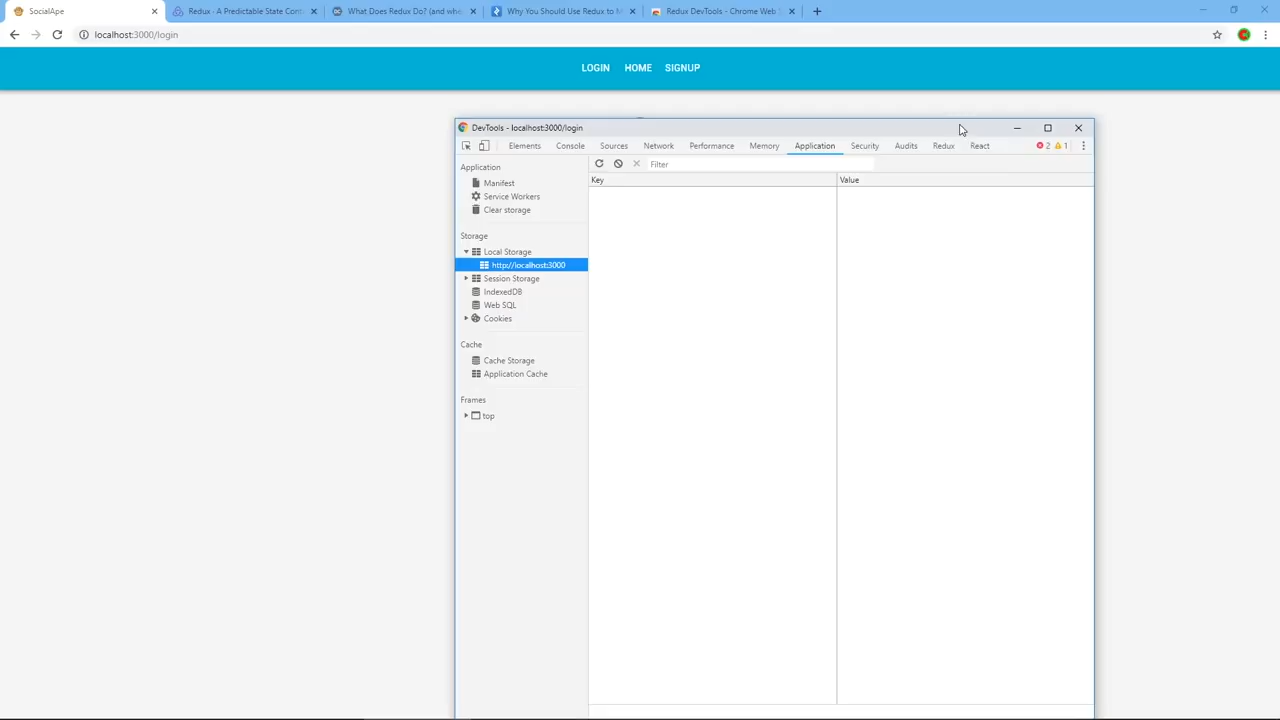 SocialApe
Redux - A Predictable State Con
What Does Redux Do? (and whe
Why You Should Use Redux to M
Redux DevTools - Chrome Web S
localhost:3000/login
LOGIN HOME SIGNUP
DevTools - localhost:3000/login
Elements Console Sources Network Performance Memory Application Security Audits Redux React 2 1
Filter
Key Value
Application
Manifest
Service Workers
Clear storage
Storage
Local Storage
http://localhost:3000
Session Storage
IndexedDB
Web SQL
Cookies
Cache
Cache Storage
Application Cache
Frames
top